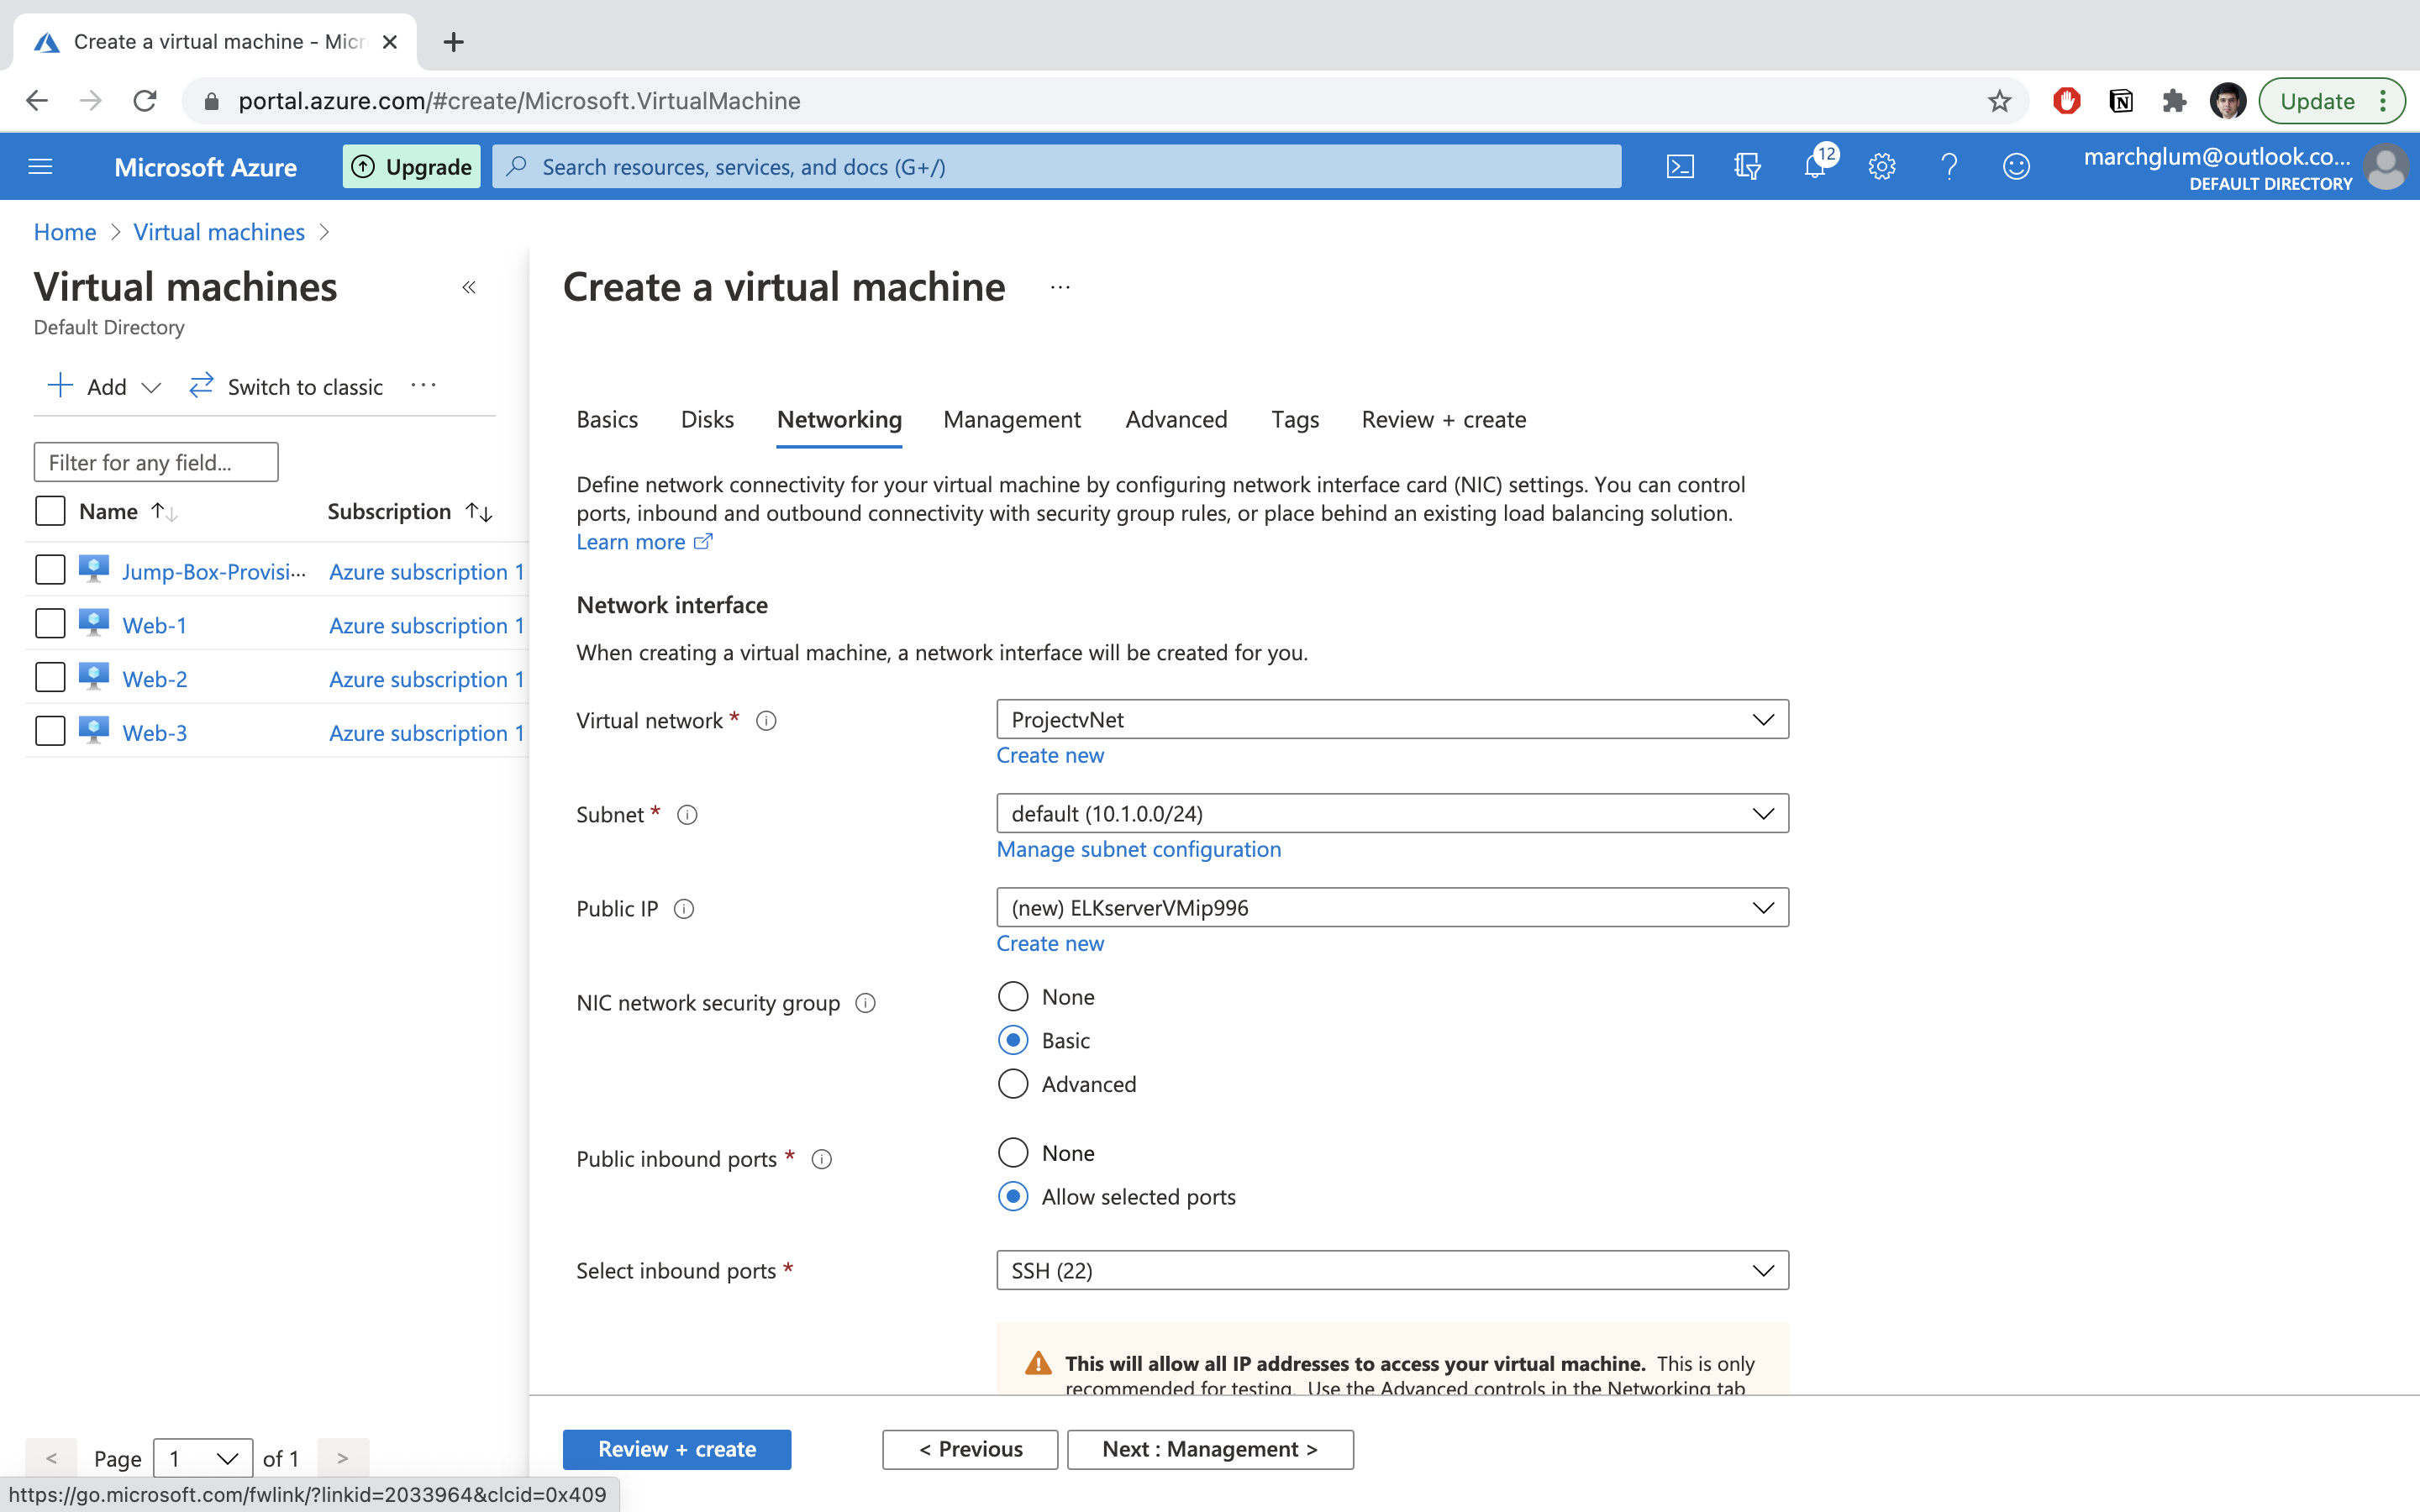 Create a virtual machine - Micr
portal.azure.com/#create/Microsoft.VirtualMachine
Update
Microsoft Azure
Upgrade
Search resources, services, and docs (G+/)
12
marchglum@outlook.co...
DEFAULT DIRECTORY
Home > Virtual machines >
Virtual machines
«
Default Directory
Add
Switch to classic
...
Filter for any field...
Name ↑↓ Subscription ↑↓
Jump-Box-Provisi... Azure subscription 1
Web-1 Azure subscription 1
Web-2 Azure subscription 1
Web-3 Azure subscription 1
< Page 1 of 1 >
https://go.microsoft.com/fwlink/?linkid=2033964&clcid=0x409
Create a virtual machine ...
Basics Disks Networking Management Advanced Tags Review + create
Define network connectivity for your virtual machine by configuring network interface card (NIC) settings. You can control
ports, inbound and outbound connectivity with security group rules, or place behind an existing load balancing solution.
Learn more
Network interface
When creating a virtual machine, a network interface will be created for you.
Virtual network * ProjectvNet
Create new
Subnet * default (10.1.0.0/24)
Manage subnet configuration
Public IP (new) ELKserverVMip996
Create new
NIC network security group
None
Basic
Advanced
Public inbound ports *
None
Allow selected ports
Select inbound ports * SSH (22)
This will allow all IP addresses to access your virtual machine. This is only
recommended for testing. Use the Advanced controls in the Networking tab
Review + create
< Previous
Next : Management >